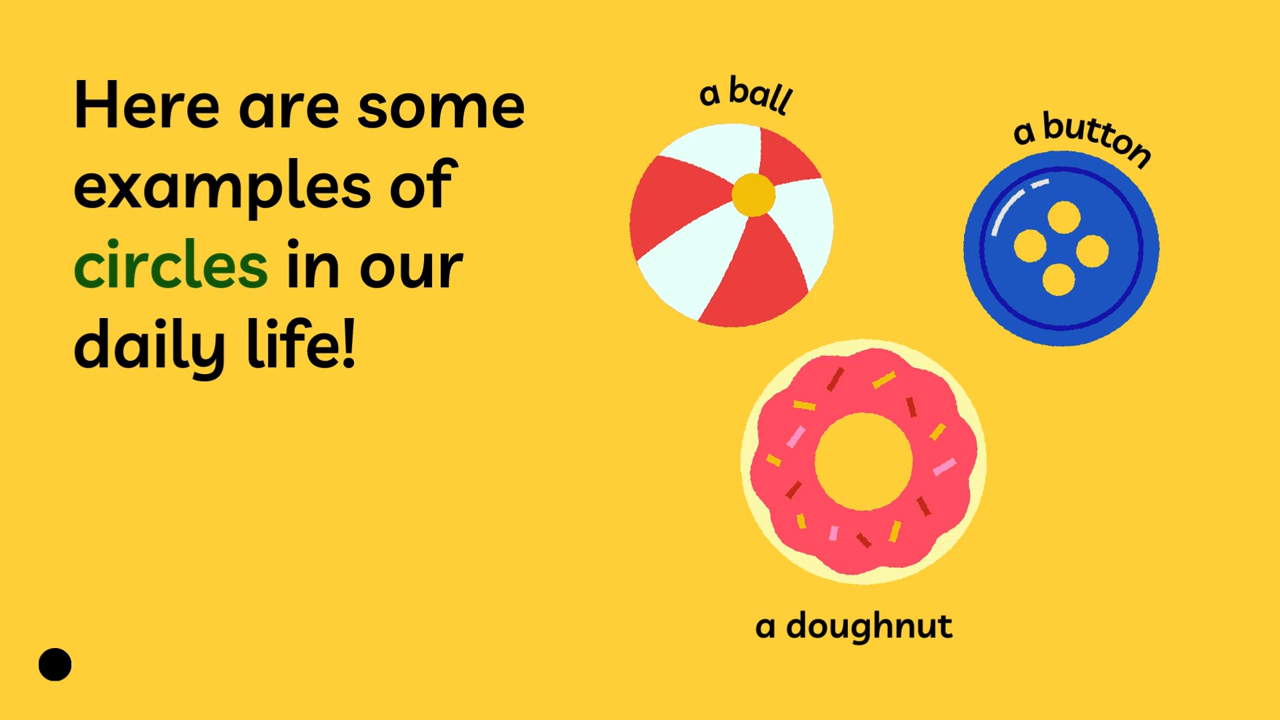 Here are some
examples of
circles in our
daily life!
a ball
a button
a doughnut